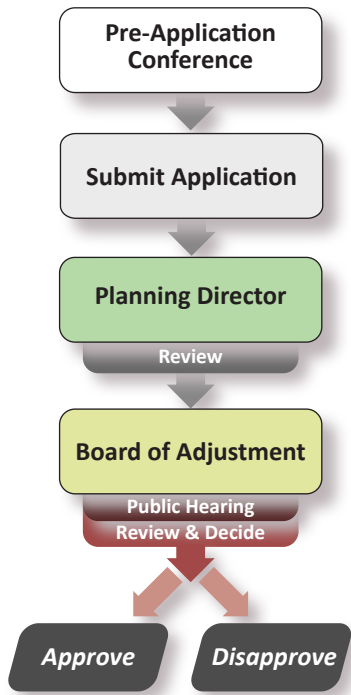 Pre-Application
Conference
Submit Application
Planning Director
Review
Board of Adjustment
Public Hearing
Review & Decide
Approve
Disapprove